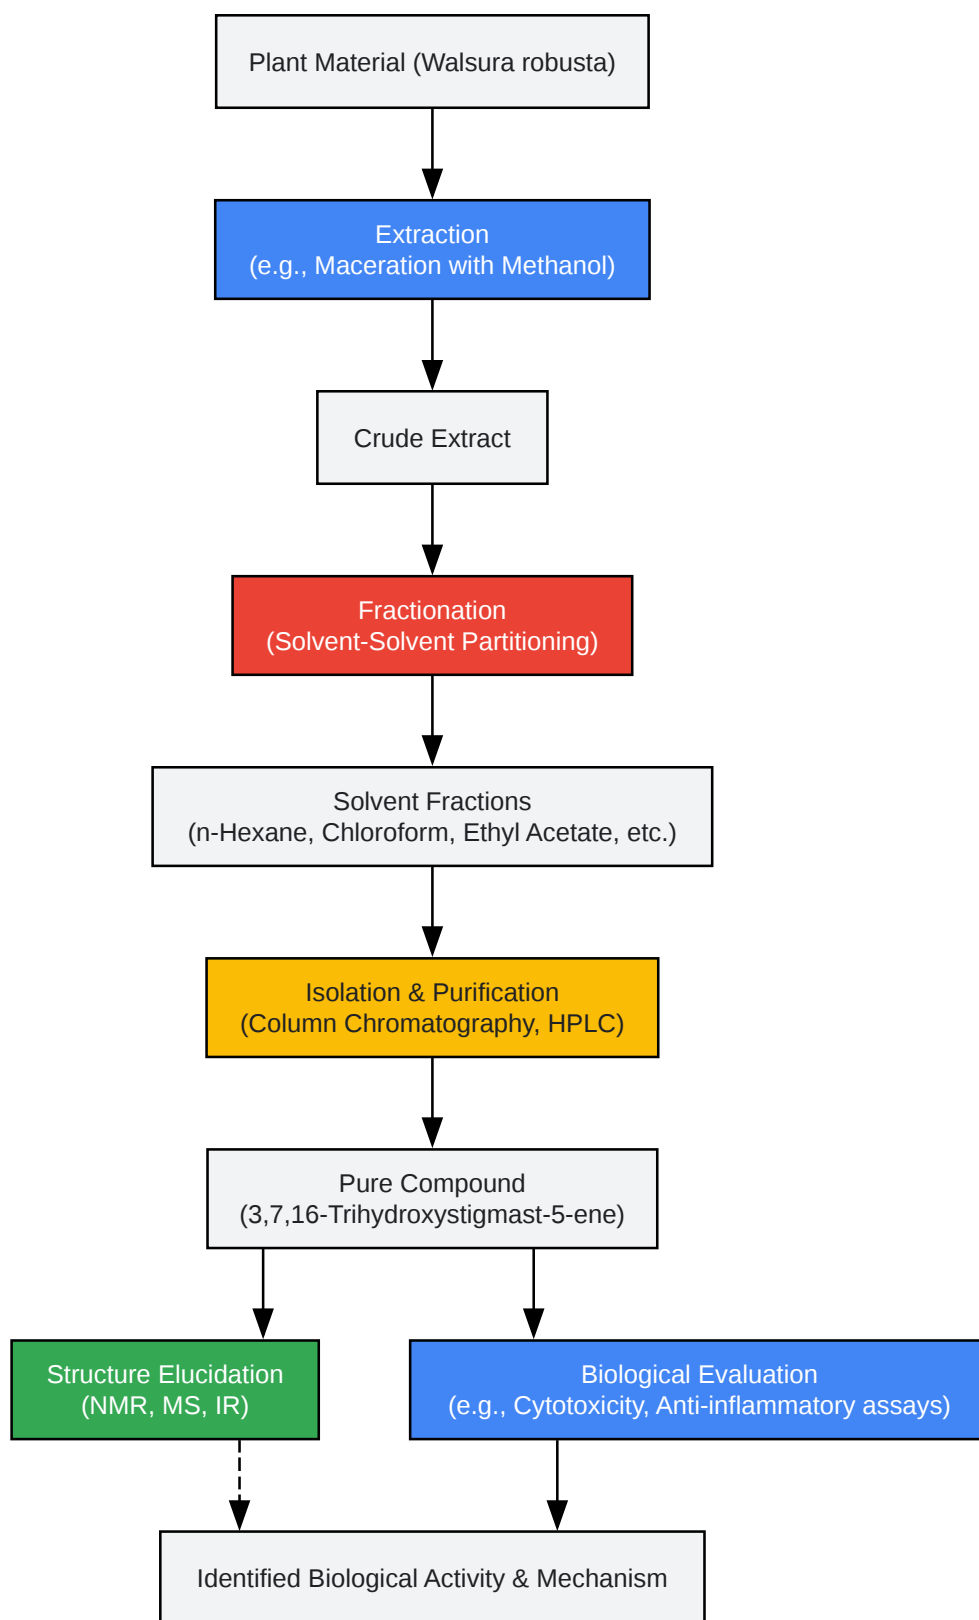 Plant Material (Walsura robusta)
Extraction
(e.g., Maceration with Methanol)
Crude Extract
Fractionation
(Solvent-Solvent Partitioning)
Solvent Fractions
(n-Hexane, Chloroform, Ethyl Acetate, etc.)
Isolation & Purification
(Column Chromatography, HPLC)
Pure Compound
(3,7,16-Trihydroxystigmast-5-ene)
Structure Elucidation
(NMR, MS, IR)
Biological Evaluation
(e.g., Cytotoxicity, Anti-inflammatory assays)
Identified Biological Activity & Mechanism